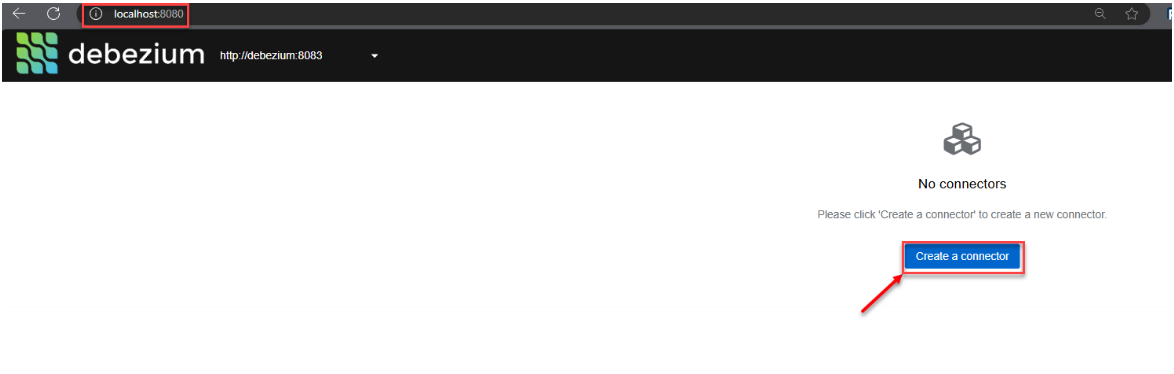 localhost:8080
debezium http://debezium:8083
No connectors
Please click 'Create a connector' to create a new connector.
Create a connector